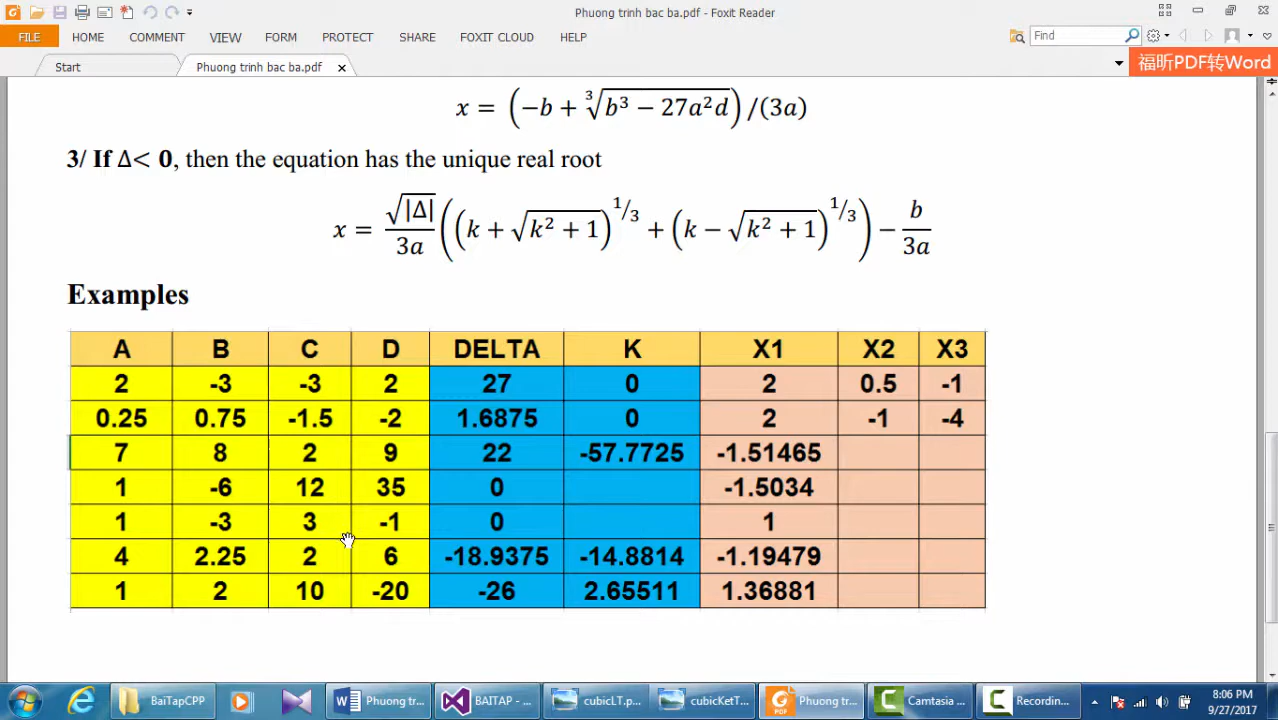 Phuong trinh bac ba.pdf - Foxit Reader
FILE HOME COMMENT VIEW FORM PROTECT SHARE FOXIT CLOUD HELP Find
Start Phuong trinh bac ba.pdf x 福昕PDF转Word
x = (−b + ∛(b³ − 27a²d)) /(3a)
3/ If Δ< 0, then the equation has the unique real root
x = √|Δ| / 3a ((k + √(k² + 1))^1/3 + (k − √(k² + 1))^1/3) − b / 3a
Examples
A B C D DELTA K X1 X2 X3
2 -3 -3 2 27 0 2 0.5 -1
0.25 0.75 -1.5 -2 1.6875 0 2 -1 -4
7 8 2 9 22 -57.7725 -1.51465
1 -6 12 35 0 -1.5034
1 -3 3 -1 0 1
4 2.25 2 6 -18.9375 -14.8814 -1.19479
1 2 10 -20 -26 2.65511 1.36881
BaiTapCPP Phuong tr... BAITAP - ... cubicLT.p... cubicKetT... Phuong tr... Camtasia ... Recording... 8:06 PM
9/27/2017